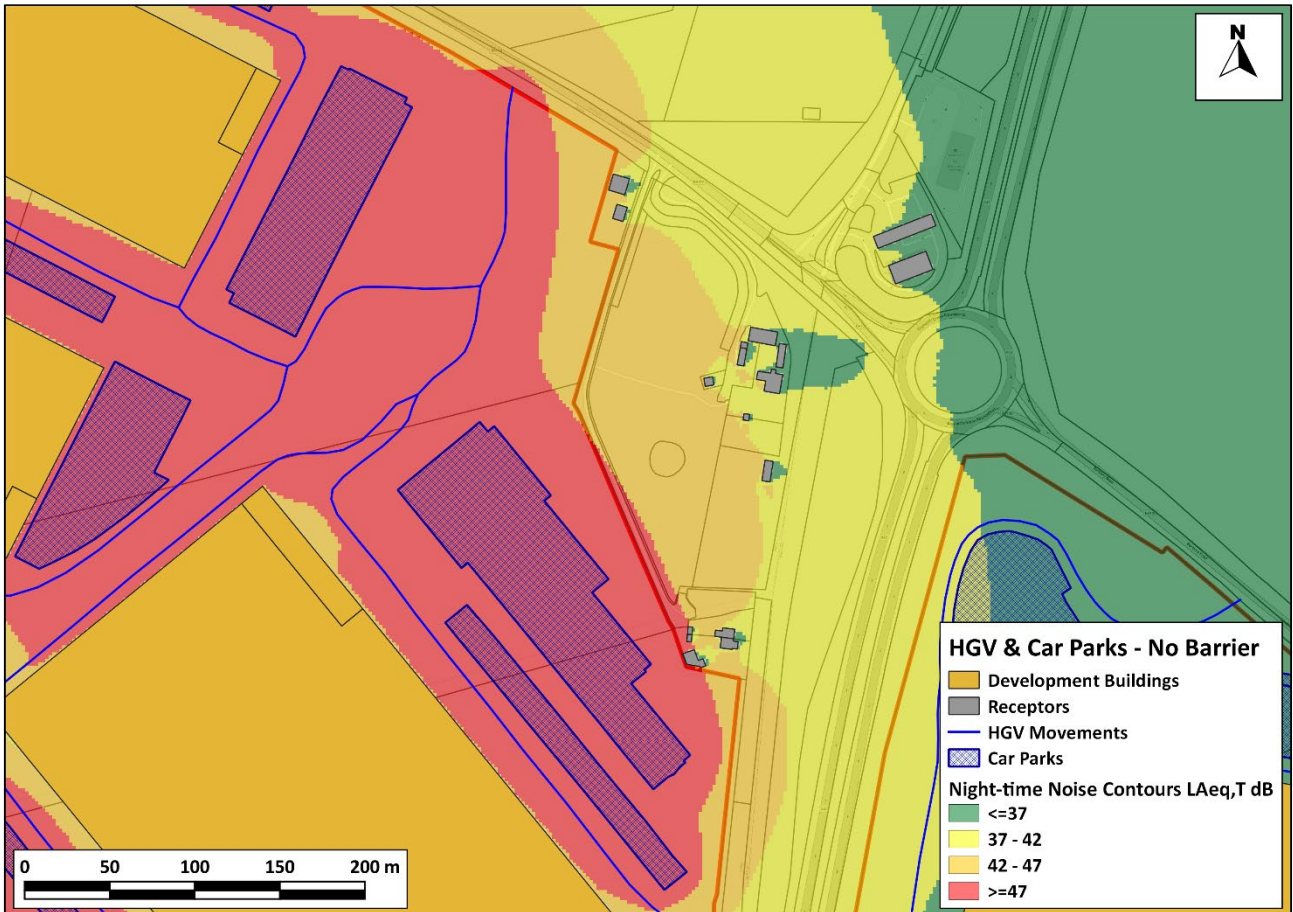 N
HGV & Car Parks - No Barrier
Development Buildings
Receptors
HGV Movements
Car Parks
Night-time Noise Contours LAeq,T dB
<=37
37 - 42
42 - 47
>=47
0 50 100 150 200 m